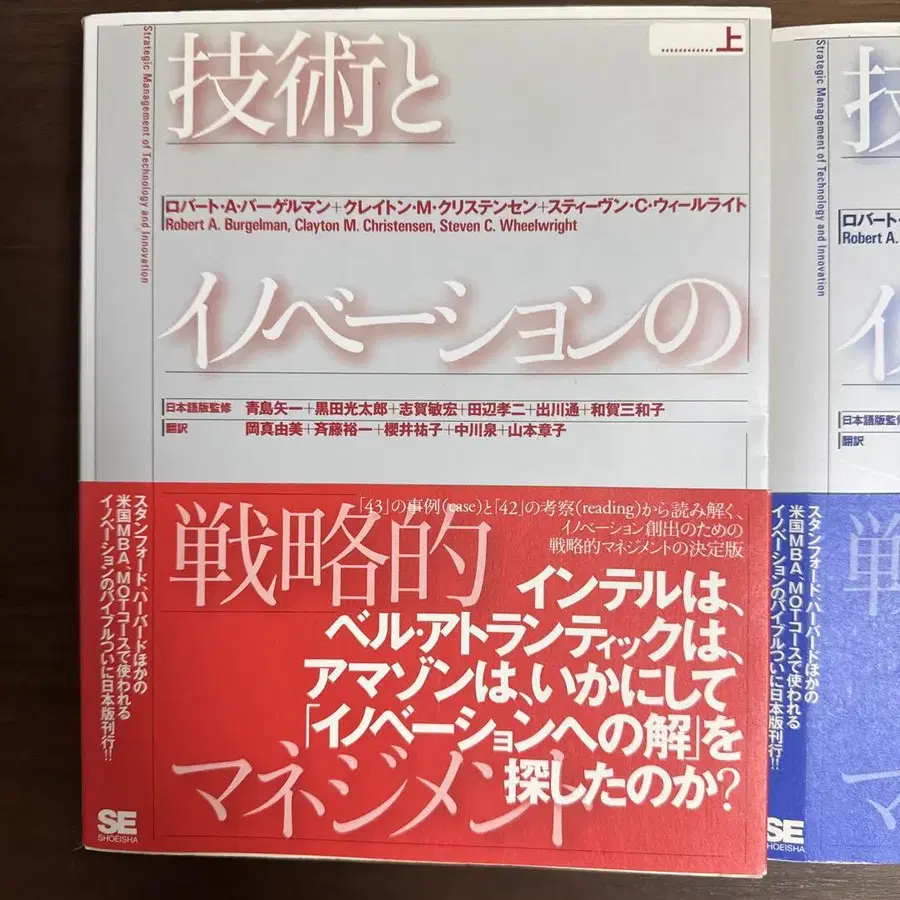 Strategic Management of Technology and Innovation
............上
技術と
ロバート・A・バーゲルマン+クレイトン・M・クリステンセン+スティーヴン・C・ウィールライト
Robert A. Burgelman, Clayton M. Christensen, Steven C. Wheelwright
イノベーションの
日本語版監修 青島矢一+黒田光太郎+志賀敏宏+田辺孝二+出川通+和賀三和子
翻訳 岡真由美+斉藤裕一+櫻井祐子+中川泉+山本章子
戦略的
「43」の事例(case)と「42」の考察(reading)から読み解く、
イノベーション創出のための
戦略的マネジメントの決定版
インテルは、
ベル・アトランティックは、
アマゾンは、いかにして
「イノベーションへの解」を
探したのか?
マネジメント
スタンフォード、ハーバードほかの
米国MBA、MOTコースで使われる
イノベーションのバイブルついに日本版刊行!!
SE
SHOEISHA
Strategic Management of Technology and Innovation
技
ロバート・
Robert A.
イ
日本語版監修
翻訳
戦
マ
スタンフォード、ハーバードほかの
米国MBA、MOTコースで使われる
イノベーションのバイブルついに日本版刊行!!
SE
SHOEISHA